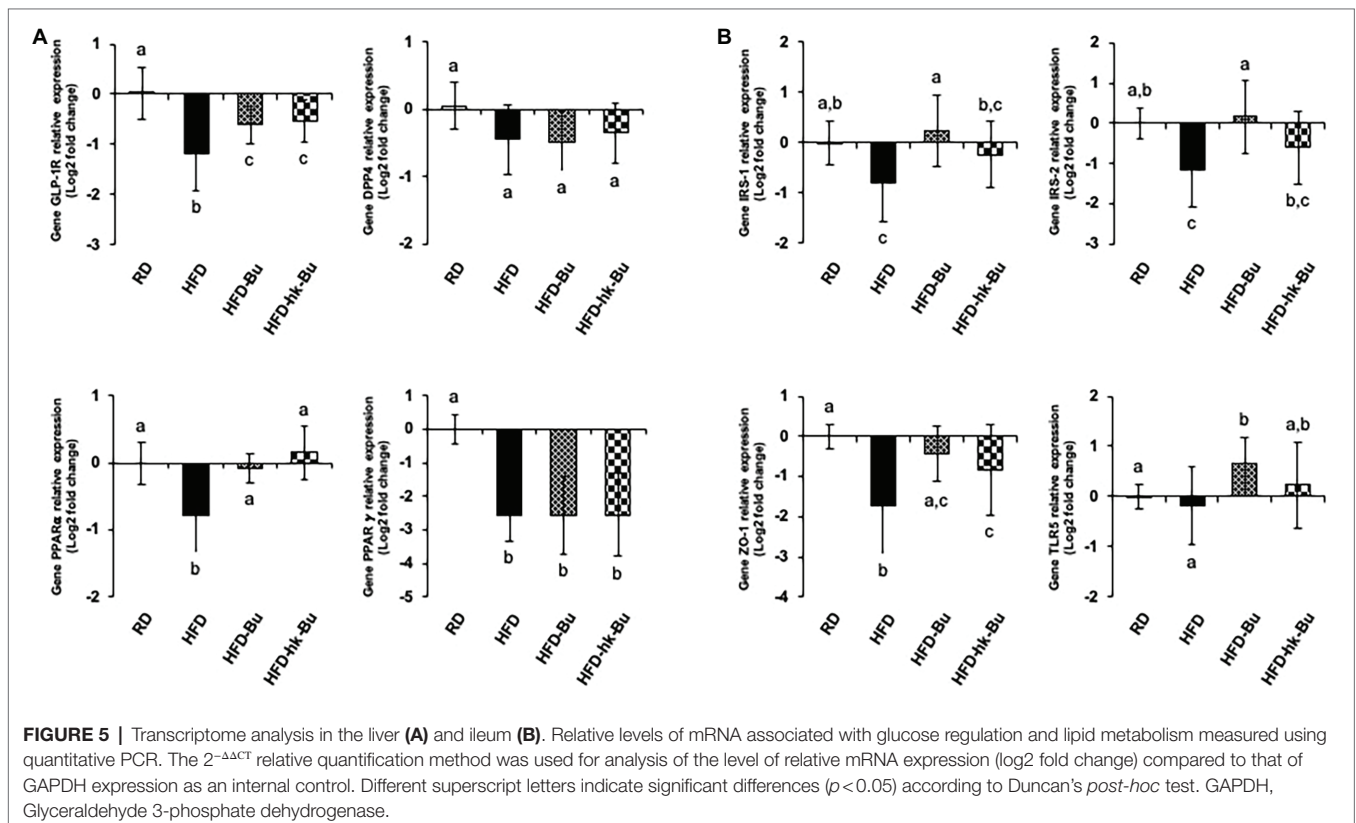 A
Gene GLP-1R relative expression
(Log2 fold change)
1
0
-1
-2
-3
a
b
c
c
RD
HFD
HFD-Bu
HFD-hk-Bu
Gene DPP4 relative expression
(Log2 fold change)
1
0
-1
-2
a
a
a
a
RD
HFD
HFD-Bu
HFD-hk-Bu
B
Gene IRS-1 relative expression
(Log2 fold change)
2
1
0
-1
-2
a,b
c
a
b,c
RD
HFD
HFD-Bu
HFD-hk-Bu
Gene IRS-2 relative expression
(Log2 fold change)
2
1
0
-1
-2
-3
a,b
c
a
b,c
RD
HFD
HFD-Bu
HFD-hk-Bu
Gene PPARα relative expression
(Log2 fold change)
1
0
-1
-2
a
b
a
a
RD
HFD
HFD-Bu
HFD-hk-Bu
Gene PPAR γ relative expression
(Log2 fold change)
1
0
-1
-2
-3
-4
-5
a
b
b
b
RD
HFD
HFD-Bu
HFD-hk-Bu
Gene ZO-1 relative expression
(Log2 fold change)
1
0
-1
-2
-3
-4
a
b
a,c
c
RD
HFD
HFD-Bu
HFD-hk-Bu
Gene TLR5 relative expression
(Log2 fold change)
2
1
0
-1
-2
a
a
b
a,b
RD
HFD
HFD-Bu
HFD-hk-Bu
FIGURE 5 | Transcriptome analysis in the liver (A) and ileum (B). Relative levels of mRNA associated with glucose regulation and lipid metabolism measured using
quantitative PCR. The 2−ΔΔCT relative quantification method was used for analysis of the level of relative mRNA expression (log2 fold change) compared to that of
GAPDH expression as an internal control. Different superscript letters indicate significant differences (p<0.05) according to Duncan’s post-hoc test. GAPDH,
Glyceraldehyde 3-phosphate dehydrogenase.